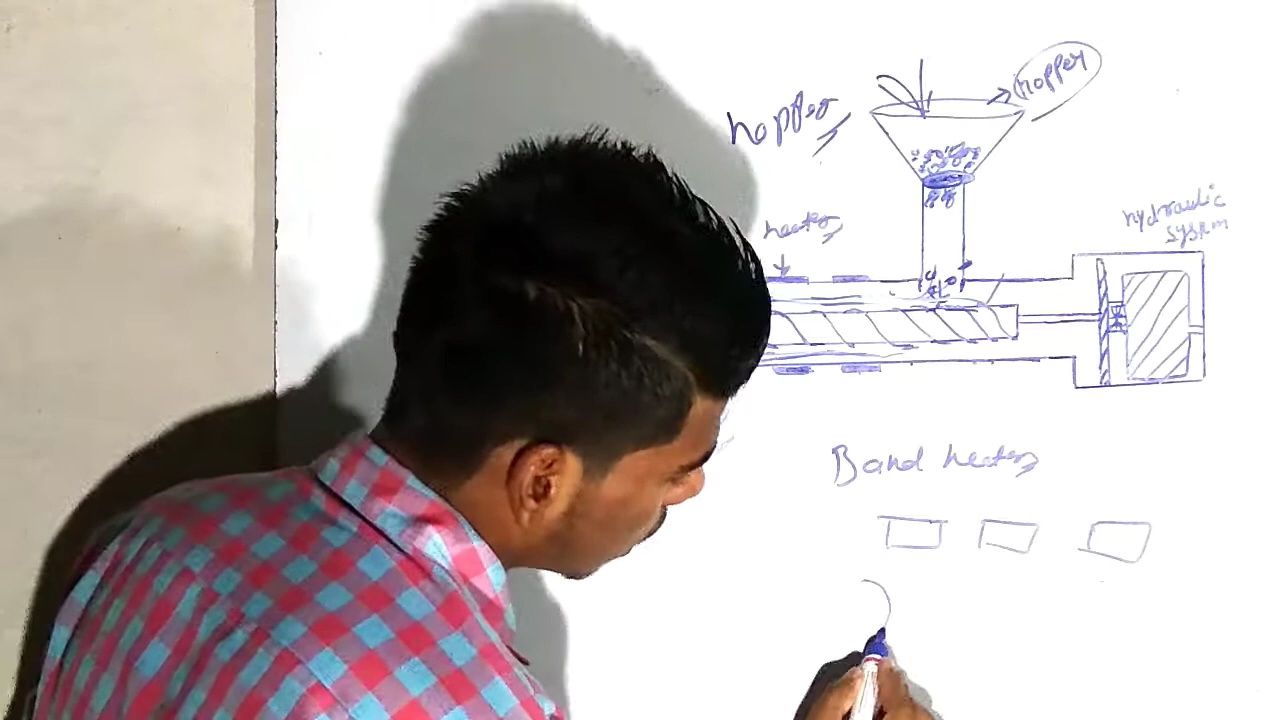 hopper
hopper
heater
hydraulic
system
Band heater